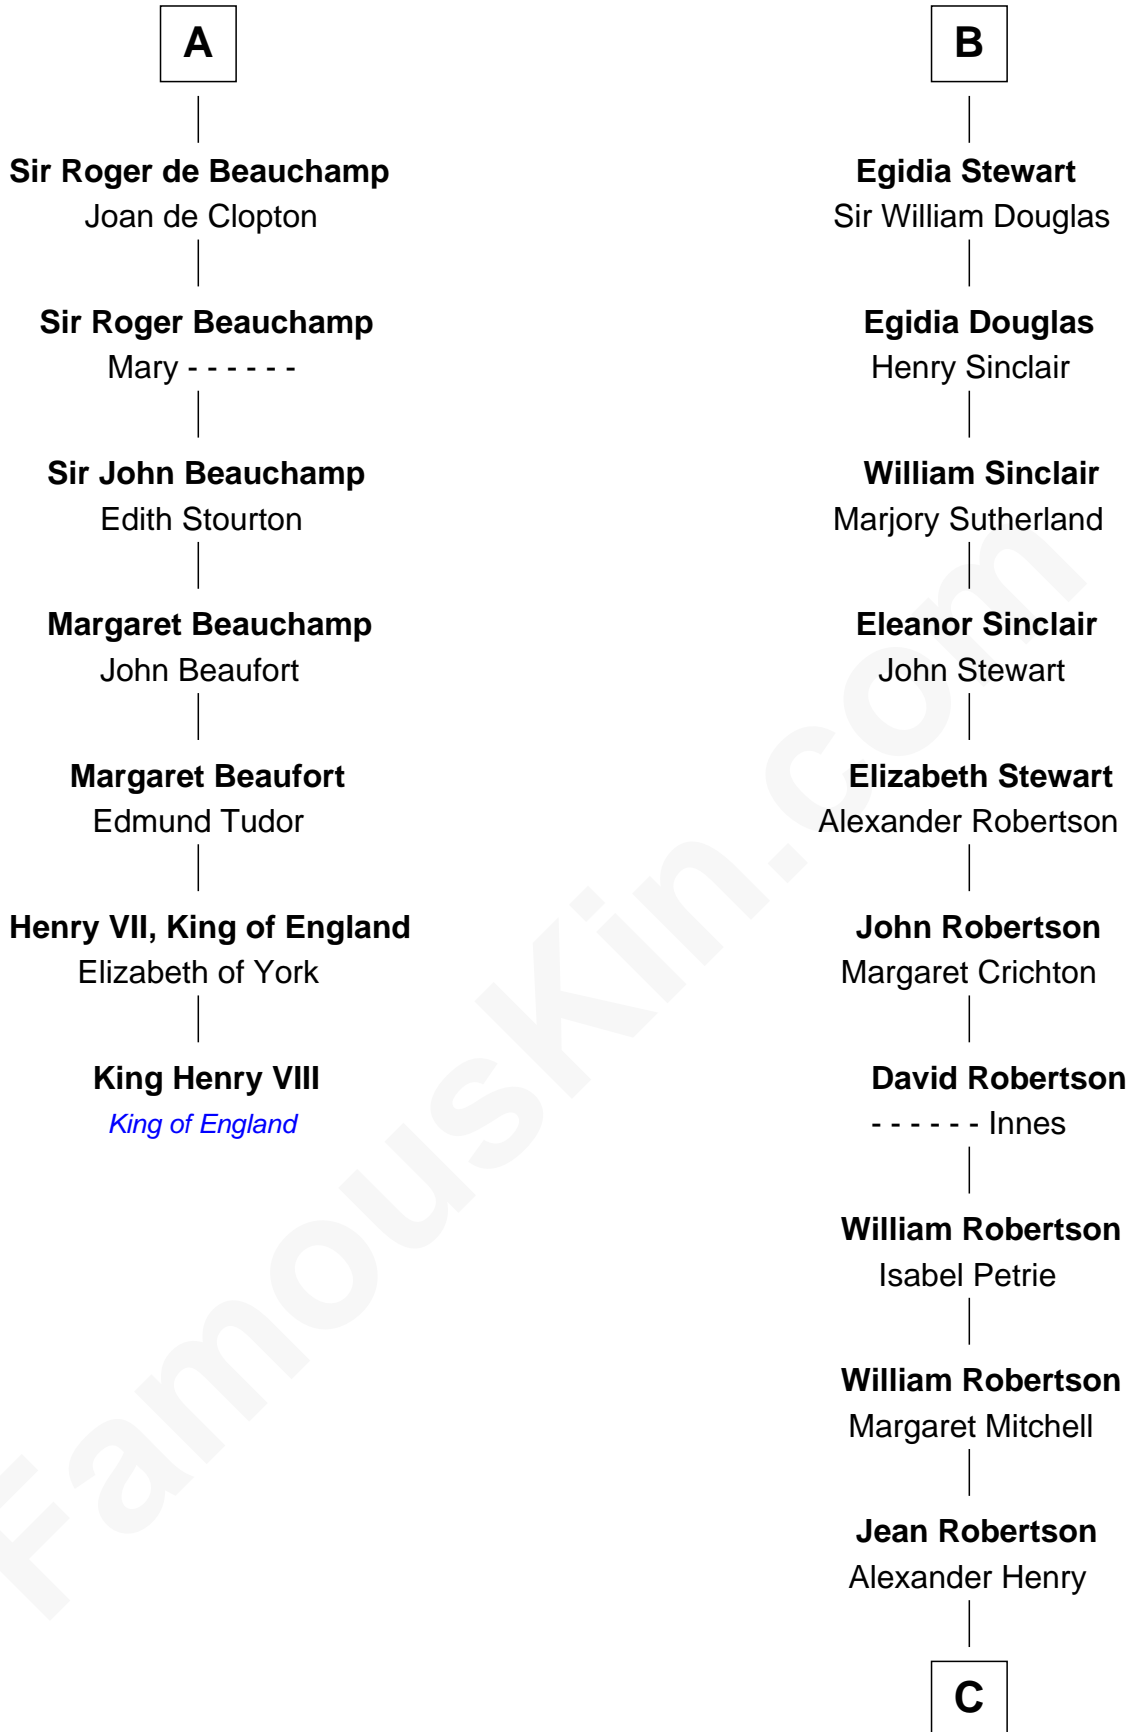 A
Sir Roger de Beauchamp
Joan de Clopton
Sir Roger Beauchamp
Mary - - - - - -
Sir John Beauchamp
Edith Stourton
Margaret Beauchamp
John Beaufort
Margaret Beaufort
Edmund Tudor
Henry VII, King of England
Elizabeth of York
King Henry VIII
King of England
B
Egidia Stewart
Sir William Douglas
Egidia Douglas
Henry Sinclair
William Sinclair
Marjory Sutherland
Eleanor Sinclair
John Stewart
Elizabeth Stewart
Alexander Robertson
John Robertson
Margaret Crichton
David Robertson
- - - - - - Innes
William Robertson
Isabel Petrie
William Robertson
Margaret Mitchell
Jean Robertson
Alexander Henry
C
FamousKin.com